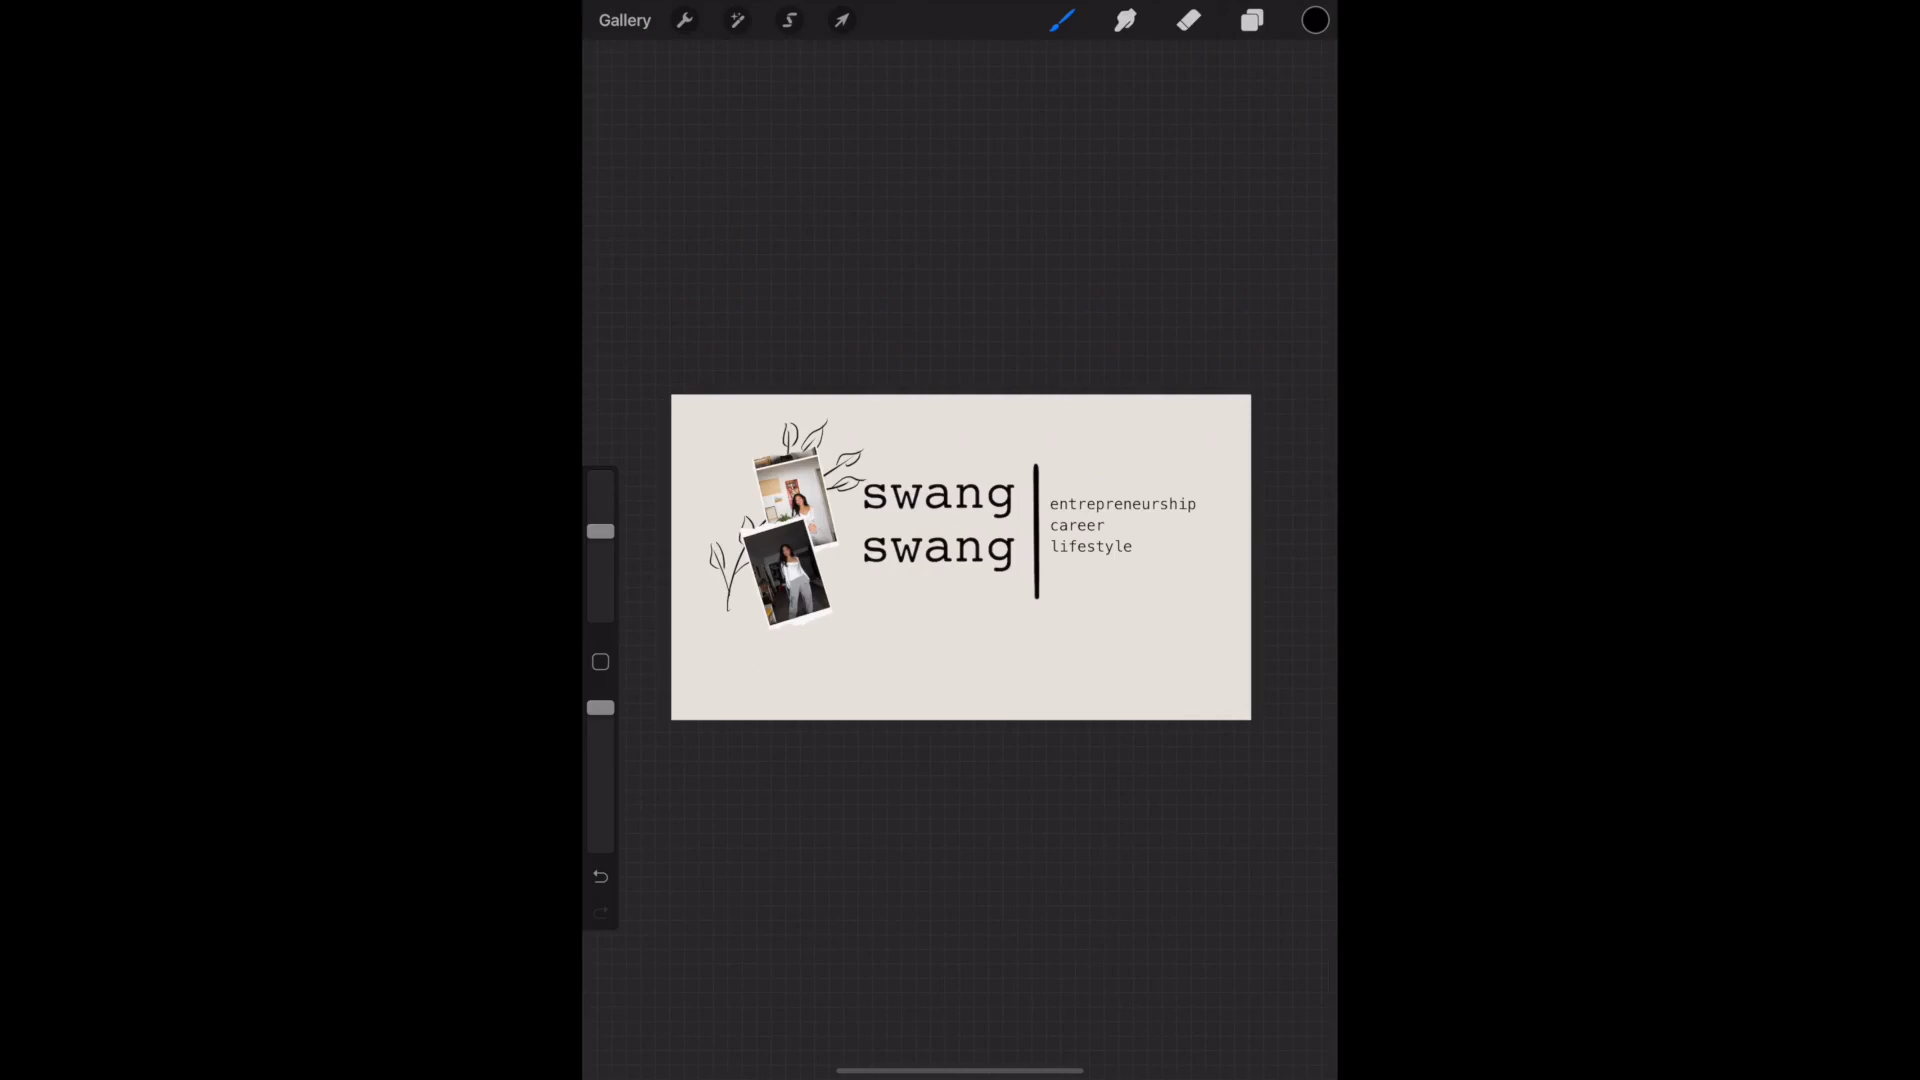 Gallery
swang
swang
entrepreneurship
career
lifestyle